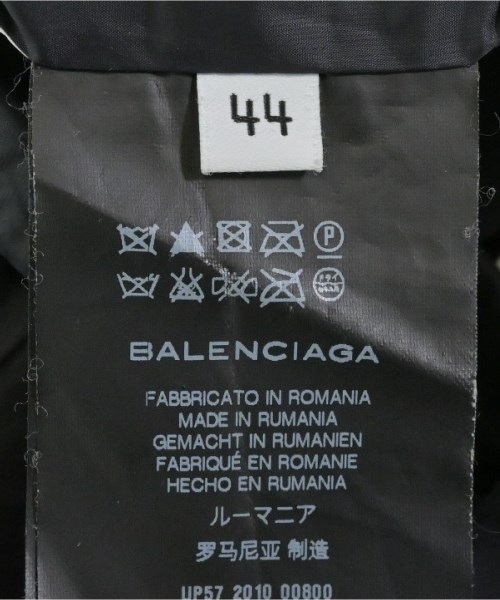 44
P
BALENCIAGA
FABBRICATO IN ROMANIA
MADE IN RUMANIA
GEMACHT IN RUMANIEN
FABRIQUÉ EN ROMANIE
HECHO EN RUMANIA
ルーマニア
罗马尼亚 制造
UP57 2010 00800